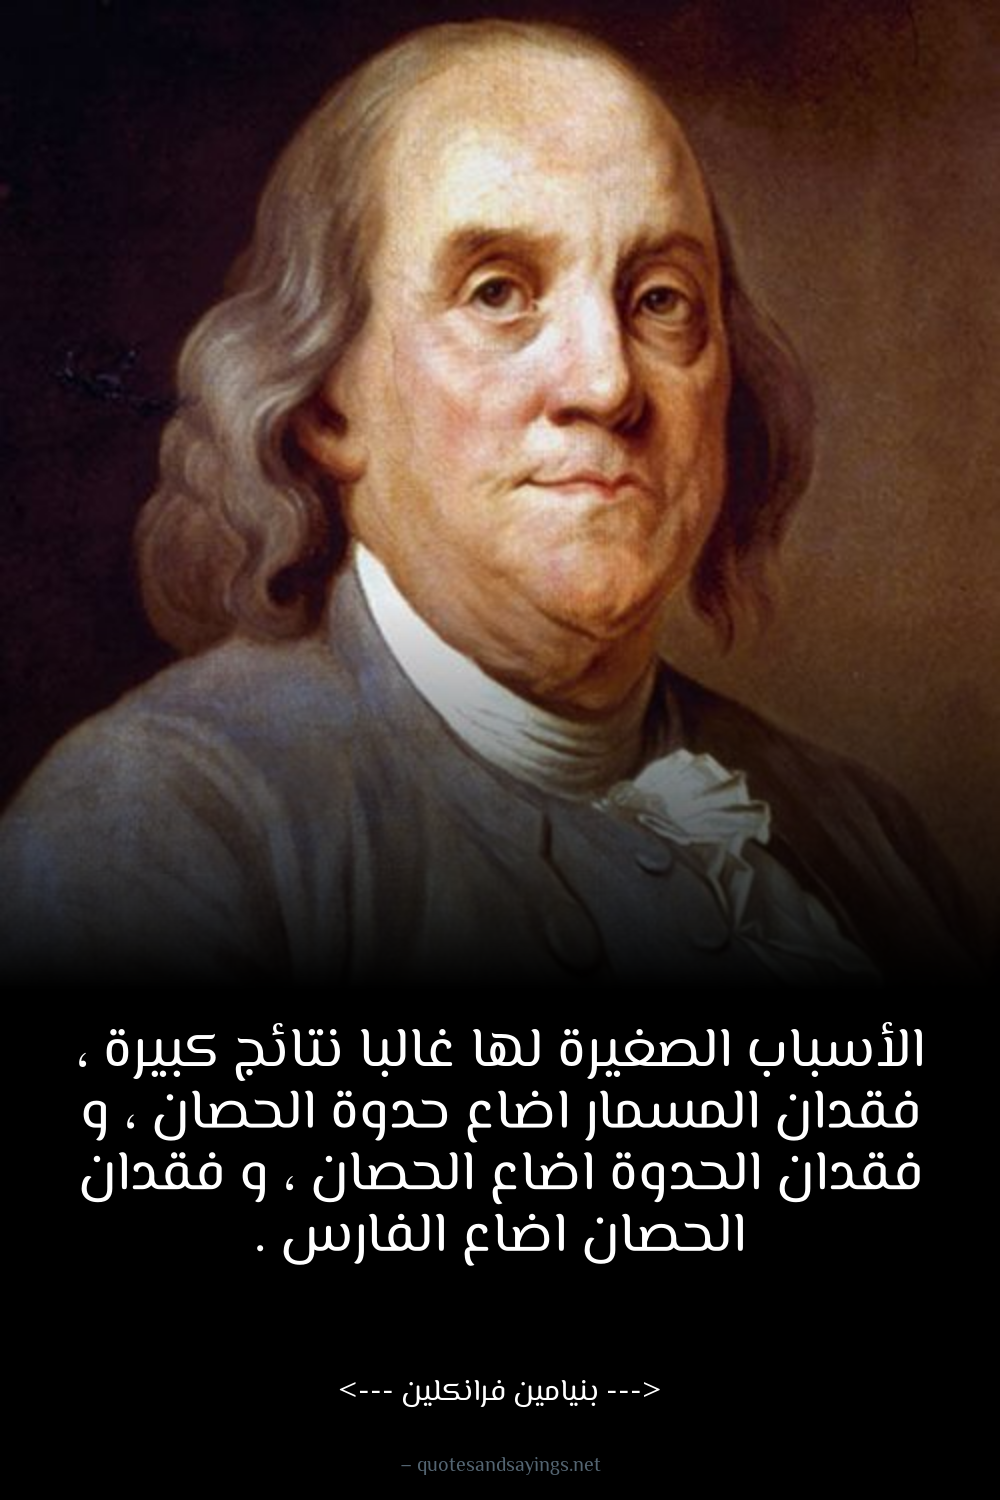 الأسباب الصغيرة لها غالبا نتائج كبيرة ،
فقدان المسمار اضاع حدوة الحصان ، و
فقدان الحدوة اضاع الحصان ، و فقدان
الحصان اضاع الفارس .
<--- بنيامين فرانكلين --->
– quotesandsayings.net